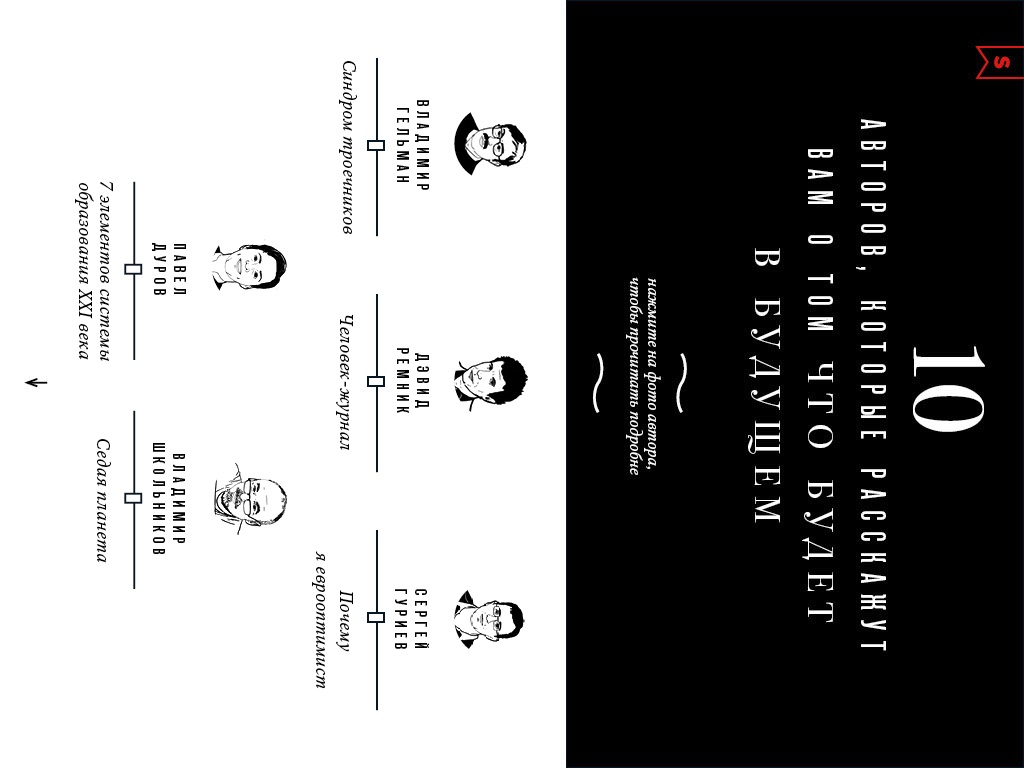 S
10
АВТОРОВ, КОТОРЫЕ РАССКАЖУТ
ВАМ О ТОМ ЧТО БУДЕТ
В БУДУЩЕМ
нажмите на фото автора,
чтобы прочитать подробне
ВЛАДИМИР
ГЕЛЬМАН
Синдром троечников
ДЭВИД
РЕМНИК
Человек-журнал
СЕРГЕЙ
ГУРИЕВ
Почему
я еврооптимист
ПАВЕЛ
ДУРОВ
7 элементов системы
образования XXI века
ВЛАДИМИР
ШКОЛЬНИКОВ
Седая планета